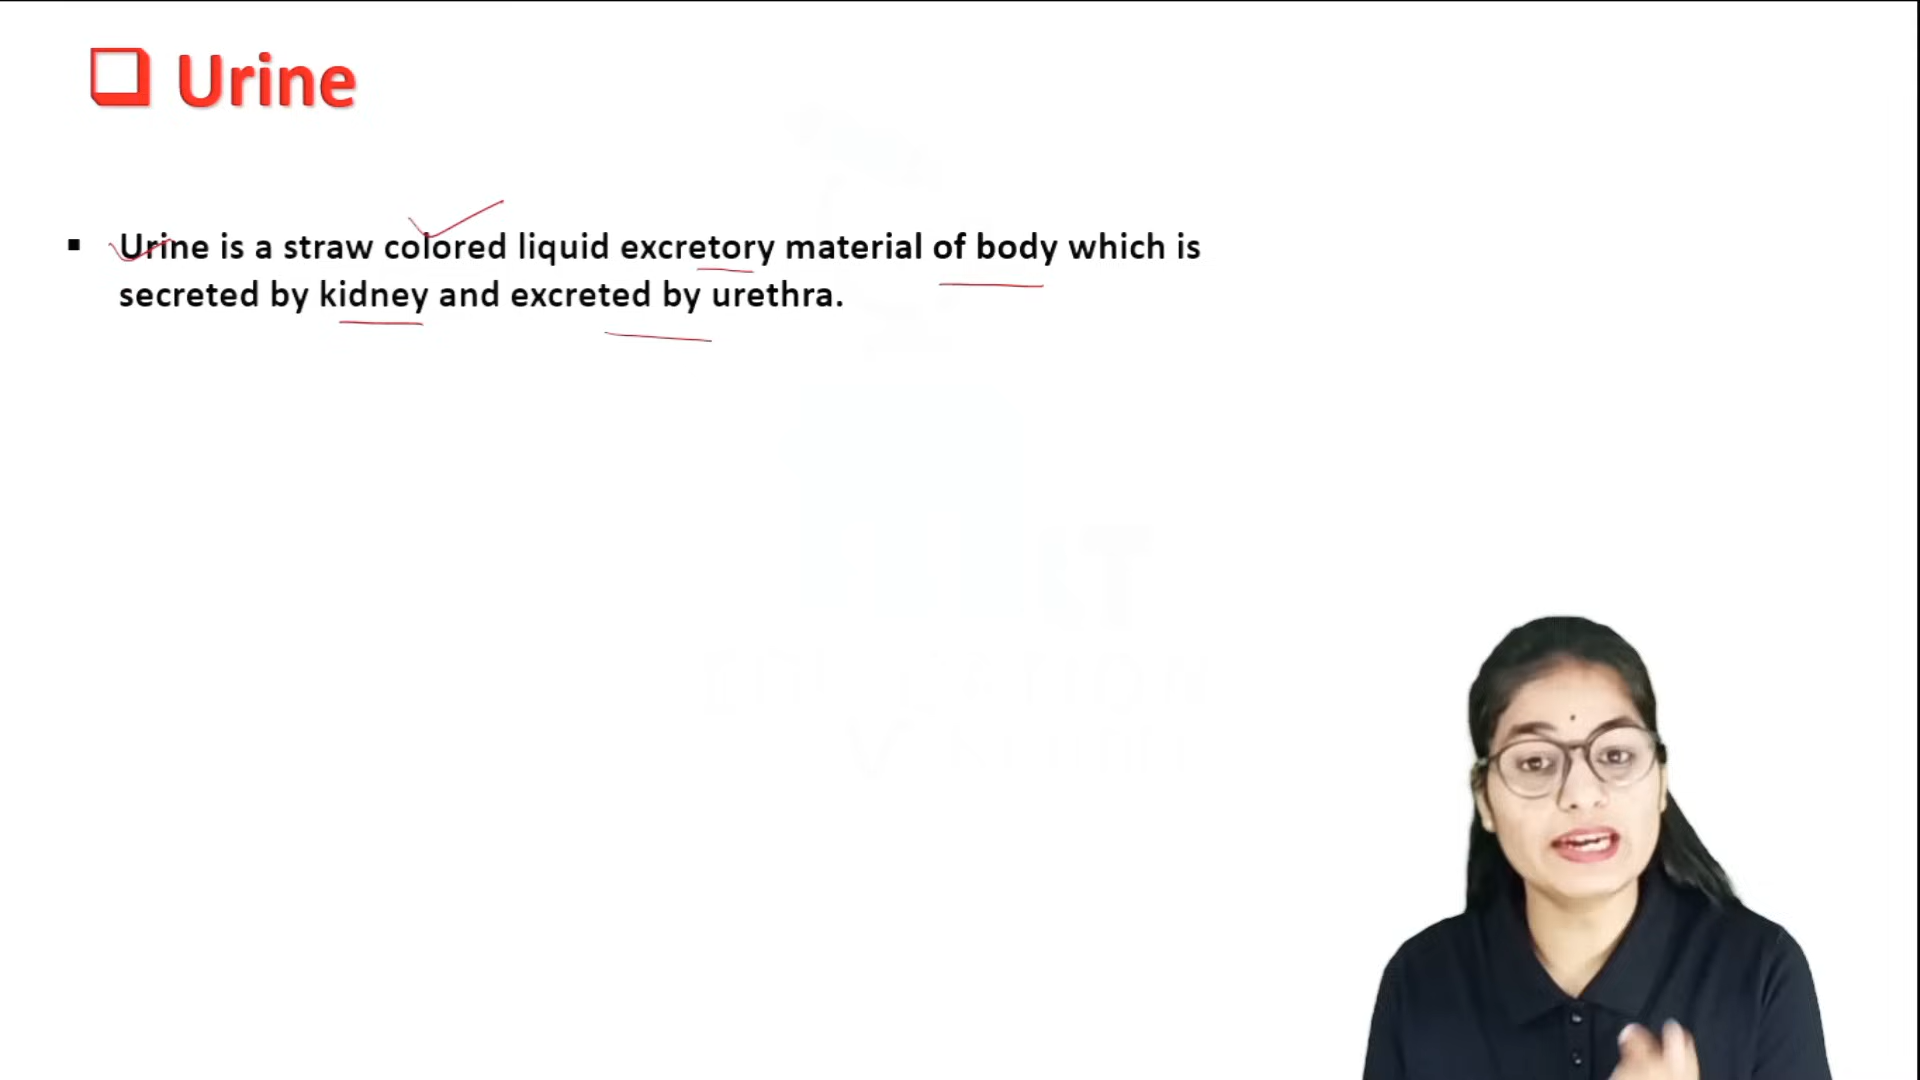 Urine
Urine is a straw colored liquid excretory material of body which is
secreted by kidney and excreted by urethra.